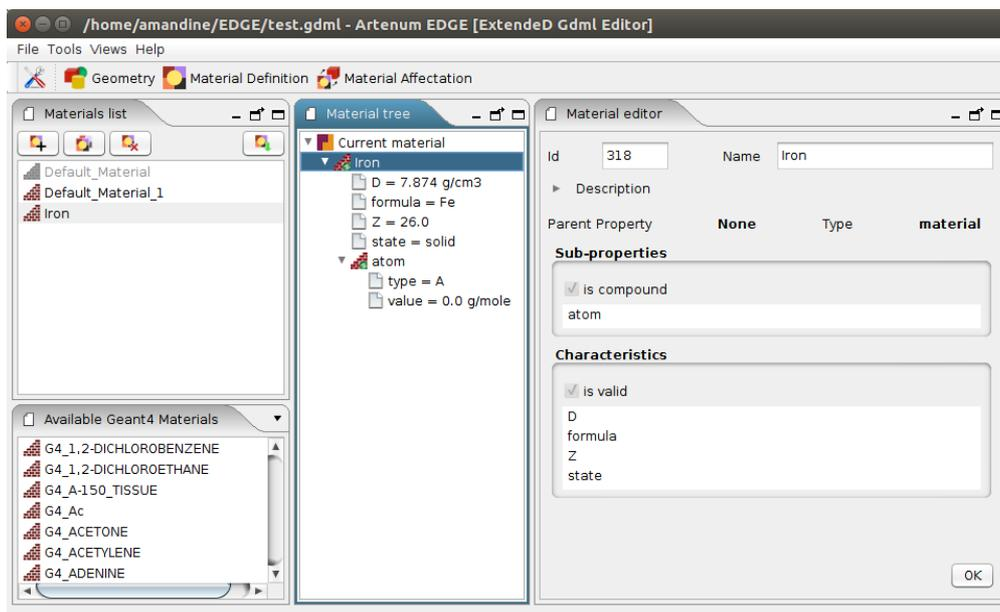 /home/amandine/EDGE/test.gdml - Artenum EDGE [ExtendeD Gdml Editor]
File Tools Views Help
Geometry Material Definition Material Affectation
Materials list
Default_Material
Default_Material_1
Iron
Available Geant4 Materials
G4_1,2-DICHLOROBENZENE
G4_1,2-DICHLOROETHANE
G4_A-150_TISSUE
G4_Ac
G4_ACETONE
G4_ACETYLENE
G4_ADENINE
Material tree
Current material
Iron
D = 7.874 g/cm3
formula = Fe
Z = 26.0
state = solid
atom
type = A
value = 0.0 g/mole
Material editor
Id 318 Name Iron
Description
Parent Property None Type material
Sub-properties
is compound
atom
Characteristics
is valid
D
formula
Z
state
OK